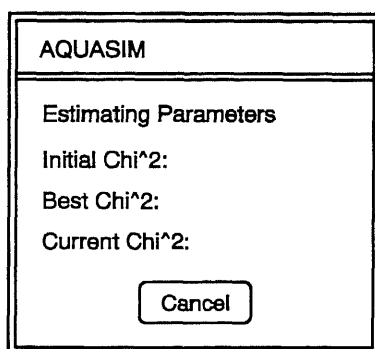 AQUASIM
Estimating Parameters
Initial Chi^2:
Best Chi^2:
Current Chi^2:
Cancel